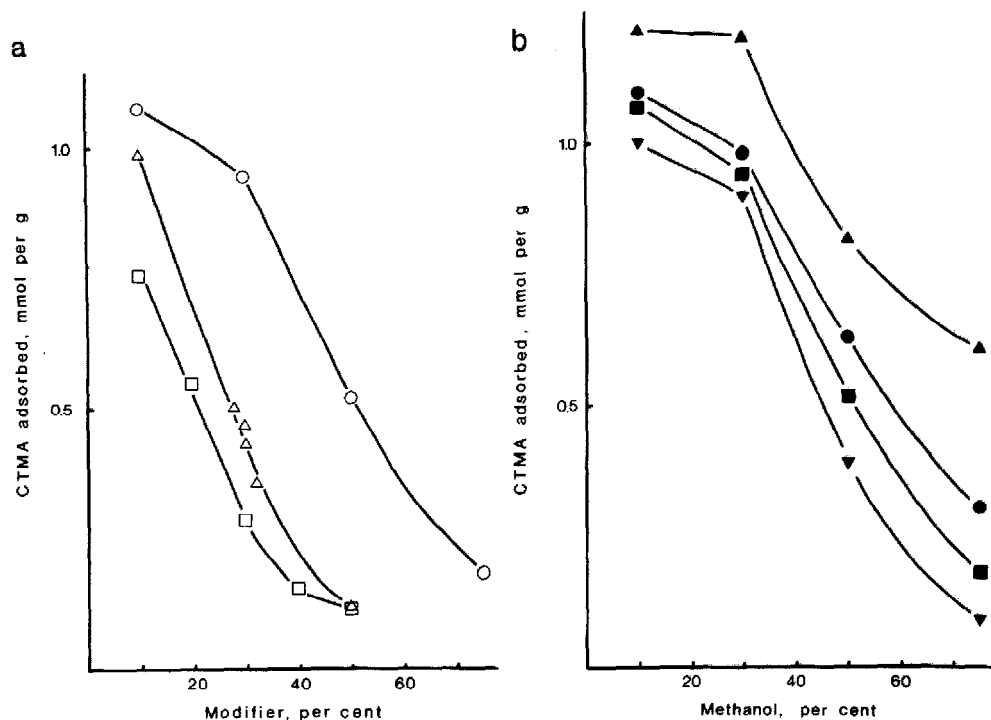 a
CTMA adsorbed, mmol per g
1.0
0.5
20
40
60
Modifier, per cent
b
CTMA adsorbed, mmol per g
1.0
0.5
20
40
60
Methanol, per cent